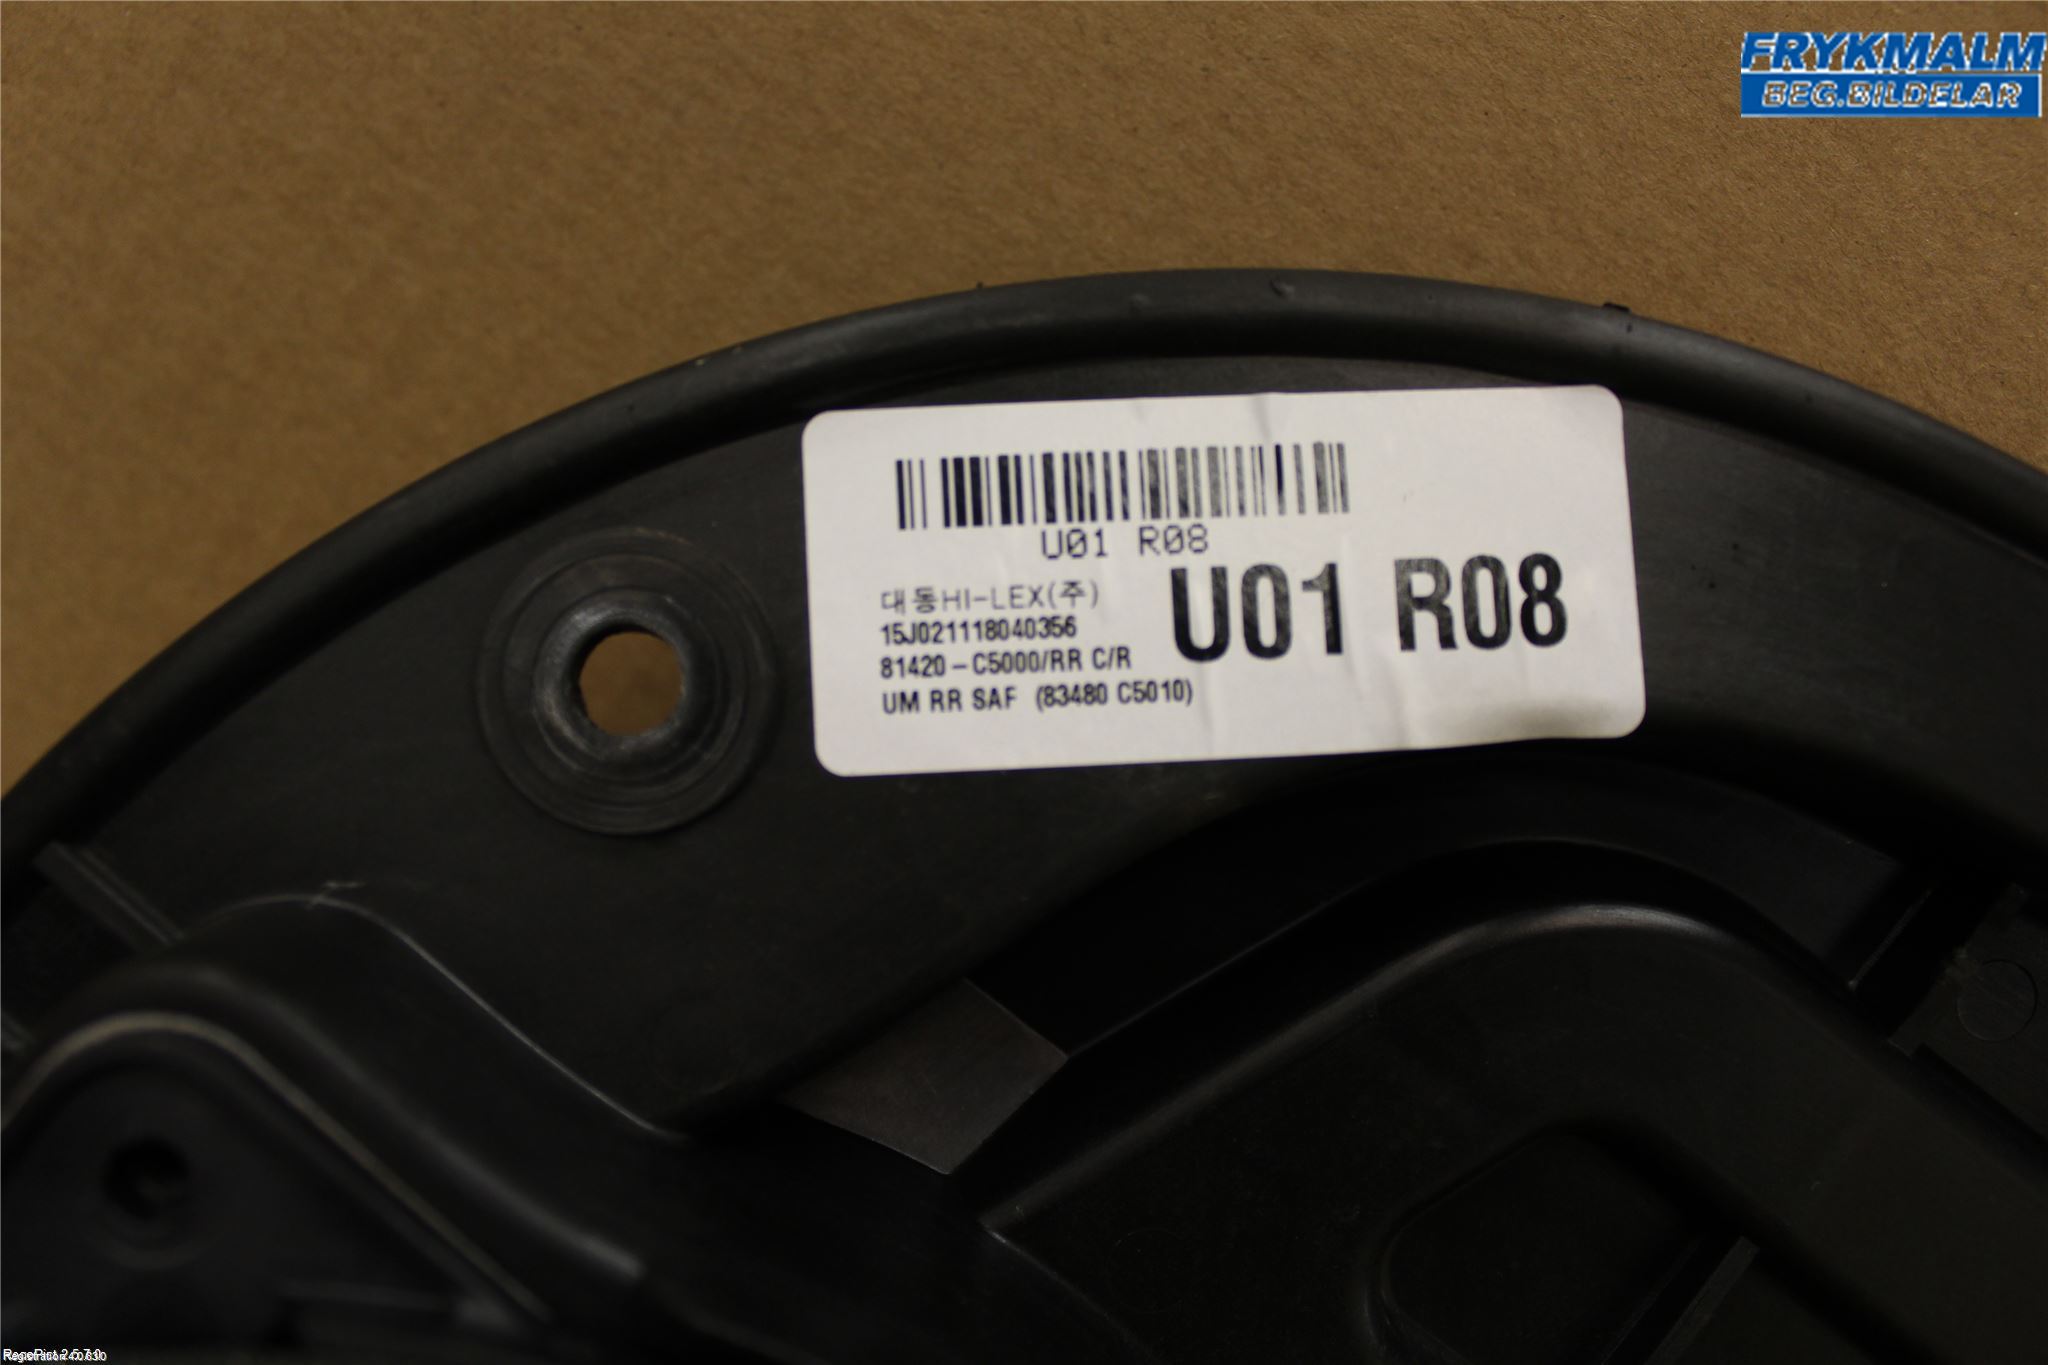 FRYKMALM
BEG.BILDELAR
U01 R08
대동HI-LEX(주)
15J021118040356
81420-C5000/RR C/R
UM RR SAF (83480 C5010)
U01 R08